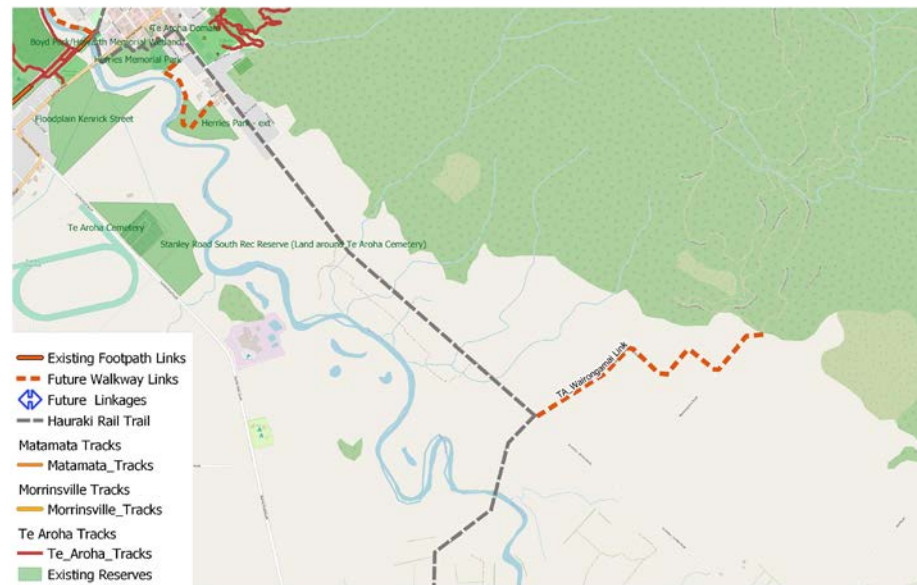 Te Aroha Domain
Boyd Park/Howarth Memorial Wetland
Herries Memorial Park
Floodplain Kenrick Street
Herries Park - ext
Te Aroha Cemetery
Stanley Road South Rec Reserve (Land around Te Aroha Cemetery)
TA_Wairongamai Link
Existing Footpath Links
Future Walkway Links
Future Linkages
Hauraki Rail Trail
Matamata Tracks
Matamata_Tracks
Morrinsville Tracks
Morrinsville_Tracks
Te Aroha Tracks
Te_Aroha_Tracks
Existing Reserves